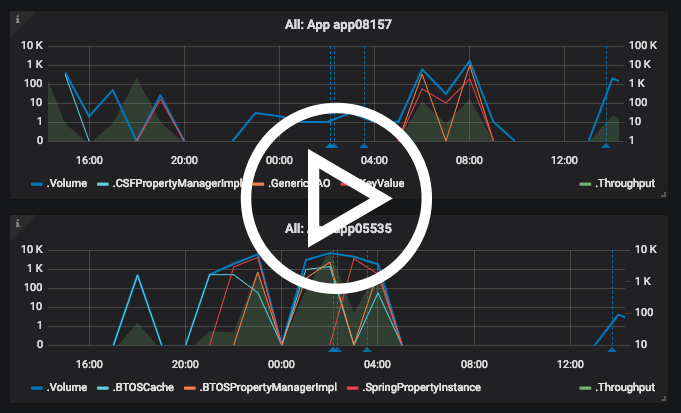 i
All: App app08157
10 K
1 K
100
10
1
0
100 K
10 K
1 K
100
10
1
16:00 20:00 00:00 04:00 08:00 12:00
.Volume .CSFPropertyManagerImpl .Generic AO KeyValue .Throughput
i
All: app05535
10 K
1 K
100
10
1
0
10 K
1 K
100
10
16:00 20:00 00:00 04:00 08:00 12:00
.Volume .BTOSCache .BTOSPropertyManagerImpl .SpringPropertyInstance .Throughput